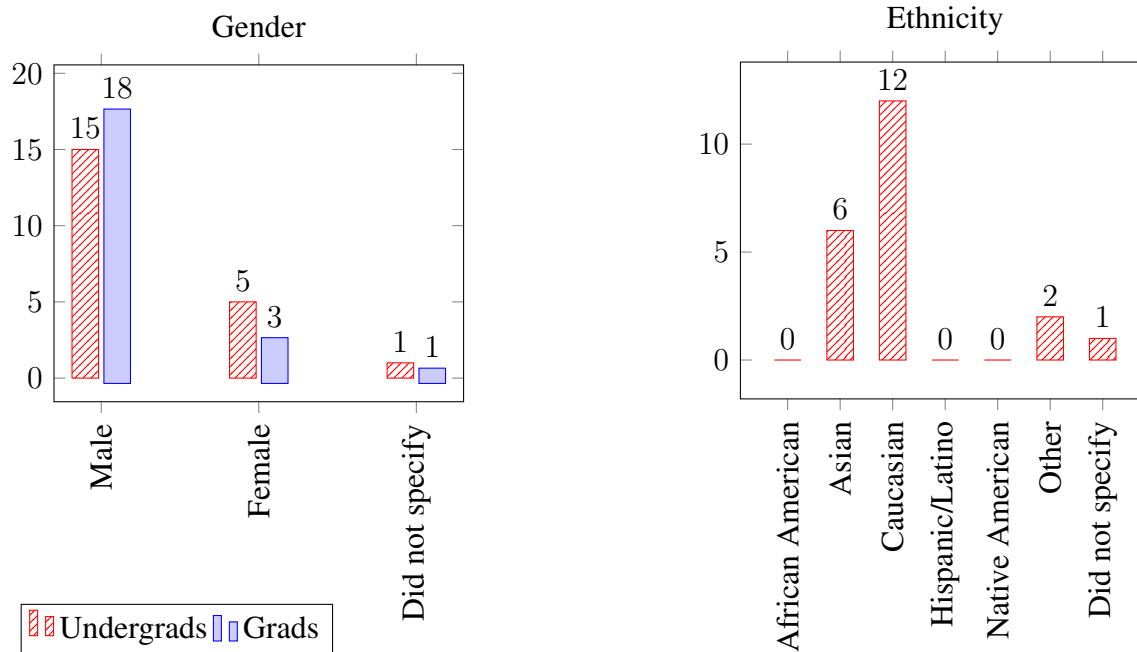 Gender
20
15
10
5
0
15
18
5
3
1
1
Male
Female
Did not specify
Undergrads Grads
Ethnicity
10
5
0
0
6
12
0
0
2
1
African American
Asian
Caucasian
Hispanic/Latino
Native American
Other
Did not specify